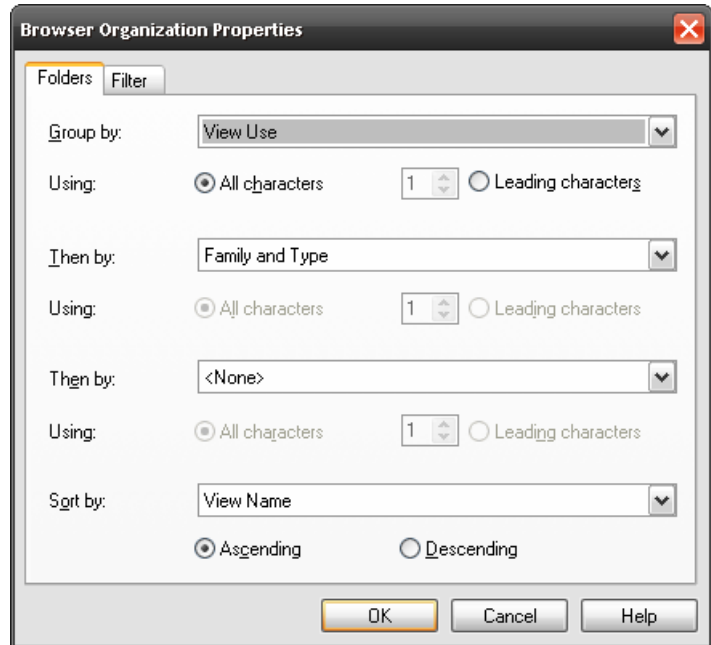 Browser Organization Properties
Folders Filter
Group by: View Use
Using: All characters 1 Leading characters
Then by: Family and Type
Using: All characters 1 Leading characters
Then by: <None>
Using: All characters 1 Leading characters
Sort by: View Name
Ascending Descending
OK Cancel Help